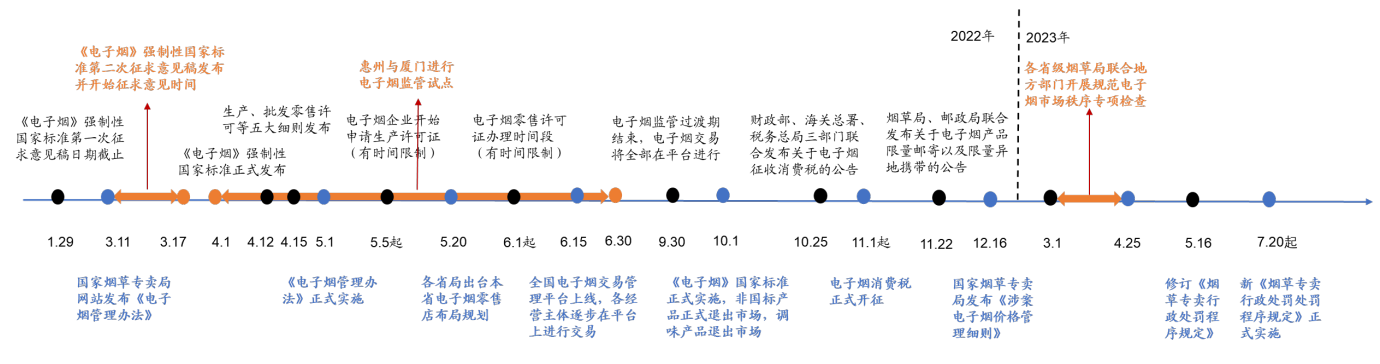 2022年
2023年
《电子烟》强制性国家标
准第二次征求意见稿发布
并开始征求意见时间
惠州与厦门进行
电子烟监管试点
各省级烟草局联合地
方部门开展规范电子
烟市场秩序专项检查
《电子烟》强制性
国家标准第一次征
求意见稿日期截止
生产、批发零售许
可等五大细则发布
《电子烟》强制性
国家标准正式发布
电子烟企业开始
申请生产许可证
（有时间限制）
电子烟零售许可
证办理时间段
（有时间限制）
电子烟监管过渡期
结束，电子烟交易
将全部在平台进行
财政部、海关总署、
税务总局三部门联
合发布关于电子烟
征收消费税的公告
烟草局、邮政局联合
发布关于电子烟产品
限量邮寄以及限量异
地携带的公告
1.29
3.11
3.17
4.1
4.12
4.15
5.1
5.5起
5.20
6.1起
6.15
6.30
9.30
10.1
10.25
11.1起
11.22
12.16
3.1
4.25
5.16
7.20起
国家烟草专卖局
网站发布《电子
烟管理办法》
《电子烟管理办
法》正式实施
各省局出台本
省电子烟零售
店布局规划
全国电子烟交易管
理平台上线，各经
营主体逐步在平台
上进行交易
《电子烟》国家标准
正式实施，非国标产
品正式退出市场，调
味产品退出市场
电子烟消费税
正式开征
国家烟草专卖
局发布《涉案
电子烟价格管
理细则》
修订《烟
草专卖行
政处罚程
序规定》
新《烟草专卖
行政处罚处罚
程序规定》正
式实施